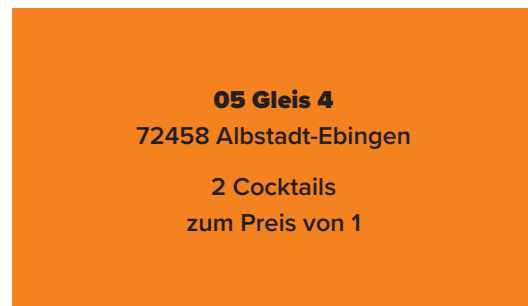 05 Gleis 4
72458 Albstadt-Ebingen
2 Cocktails
zum Preis von 1